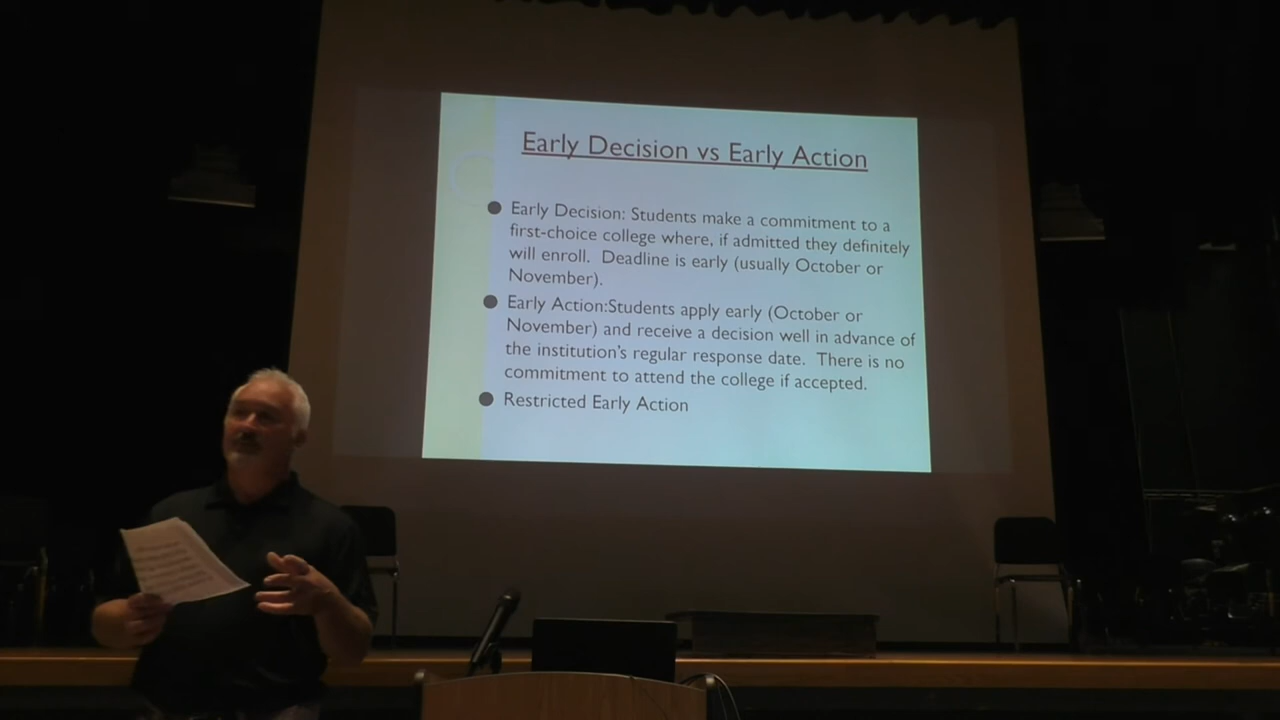 Early Decision vs Early Action
Early Decision: Students make a commitment to a
first-choice college where, if admitted they definitely
will enroll. Deadline is early (usually October or
November).
Early Action:Students apply early (October or
November) and receive a decision well in advance of
the institution's regular response date. There is no
commitment to attend the college if accepted.
Restricted Early Action